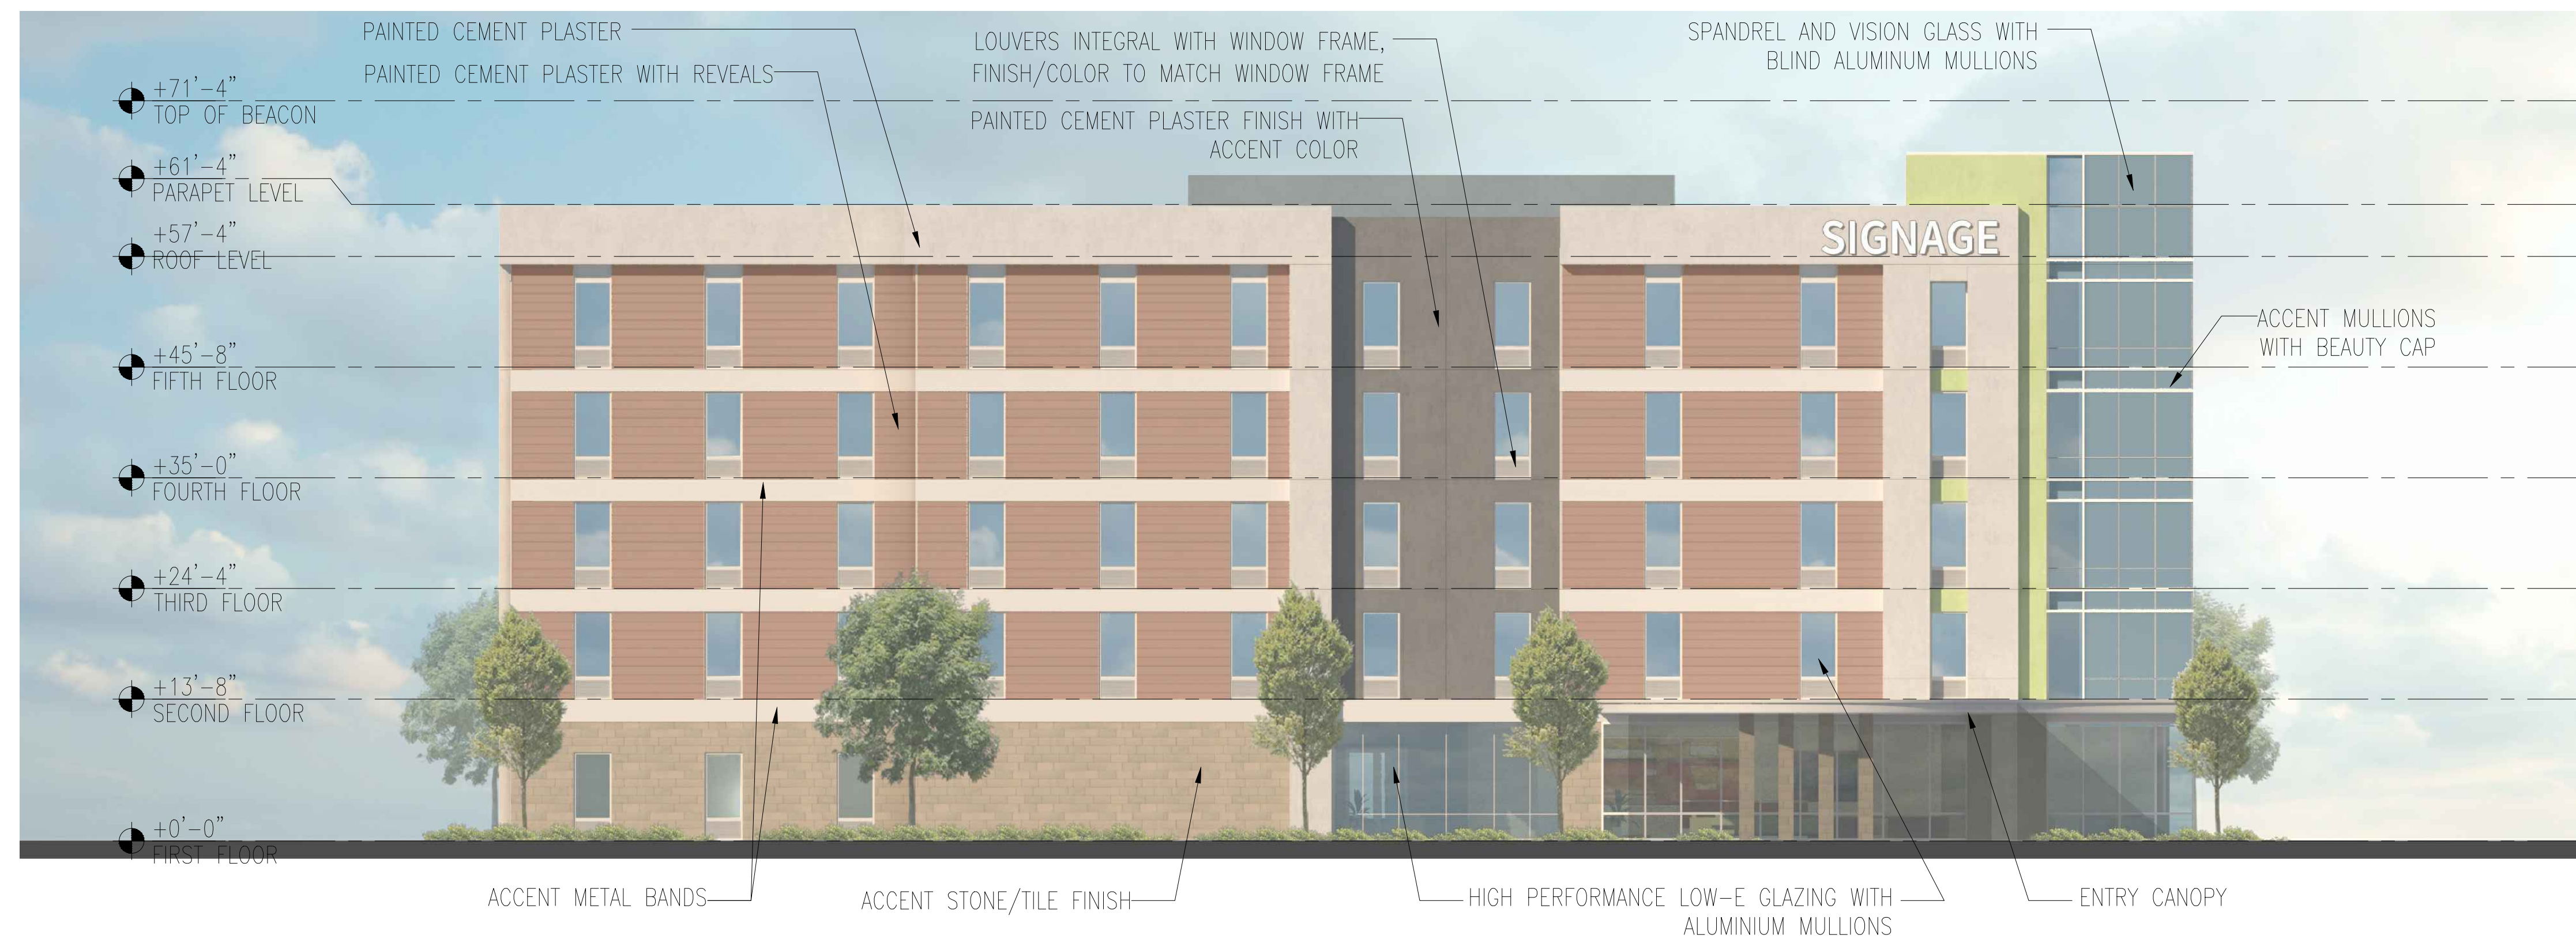 PAINTED CEMENT PLASTER
PAINTED CEMENT PLASTER WITH REVEALS
LOUVERS INTEGRAL WITH WINDOW FRAME,
FINISH/COLOR TO MATCH WINDOW FRAME
PAINTED CEMENT PLASTER FINISH WITH
ACCENT COLOR
SPANDREL AND VISION GLASS WITH
BLIND ALUMINUM MULLIONS
+71'-4"
TOP OF BEACON
+61'-4"
PARAPET LEVEL
+57'-4"
ROOF LEVEL
SIGNAGE
ACCENT MULLIONS
WITH BEAUTY CAP
+45'-8"
FIFTH FLOOR
+35'-0"
FOURTH FLOOR
+24'-4"
THIRD FLOOR
+13'-8"
SECOND FLOOR
+0'-0"
FIRST FLOOR
ACCENT METAL BANDS
ACCENT STONE/TILE FINISH
HIGH PERFORMANCE LOW-E GLAZING WITH
ALUMINIUM MULLIONS
ENTRY CANOPY